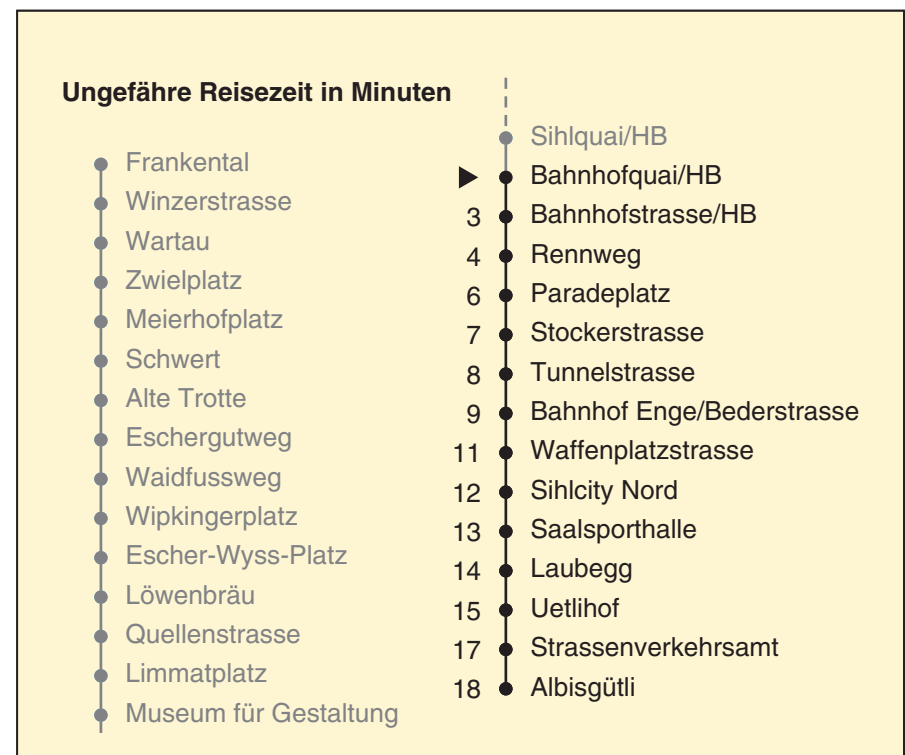 Ungefähre Reisezeit in Minuten
Frankental
Winzerstrasse
Wartau
Zwielplatz
Meierhofplatz
Schwert
Alte Trotte
Eschergutweg
Waidfussweg
Wipkingerplatz
Escher-Wyss-Platz
Löwenbräu
Quellenstrasse
Limmatplatz
Museum für Gestaltung
Sihlquai/HB
Bahnhofquai/HB
3 Bahnhofstrasse/HB
4 Rennweg
6 Paradeplatz
7 Stockerstrasse
8 Tunnelstrasse
9 Bahnhof Enge/Bederstrasse
11 Waffenplatzstrasse
12 Sihlcity Nord
13 Saalsporthalle
14 Laubegg
15 Uetlihof
17 Strassenverkehrsamt
18 Albisgütli